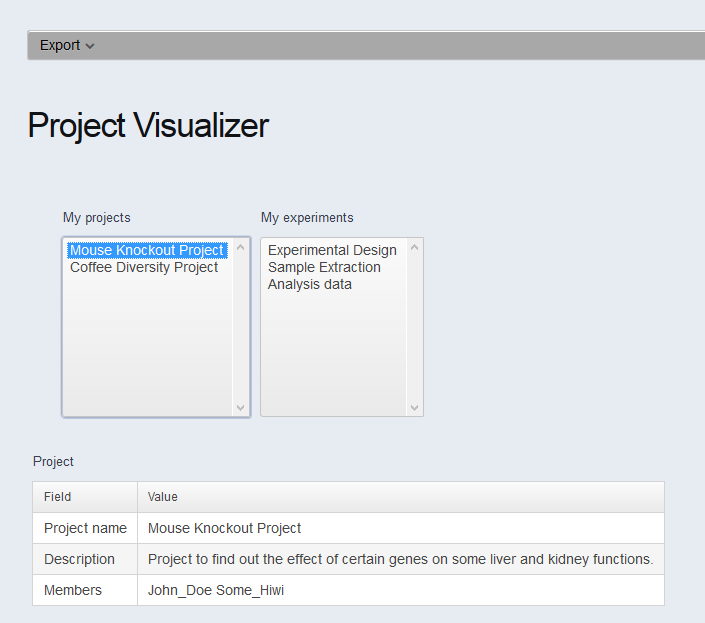 Export
Project Visualizer
My projects
My experiments
Mouse Knockout Project
Coffee Diversity Project
Experimental Design
Sample Extraction
Analysis data
Project
Field Value
Project name Mouse Knockout Project
Description Project to find out the effect of certain genes on some liver and kidney functions.
Members John_Doe Some_Hiwi